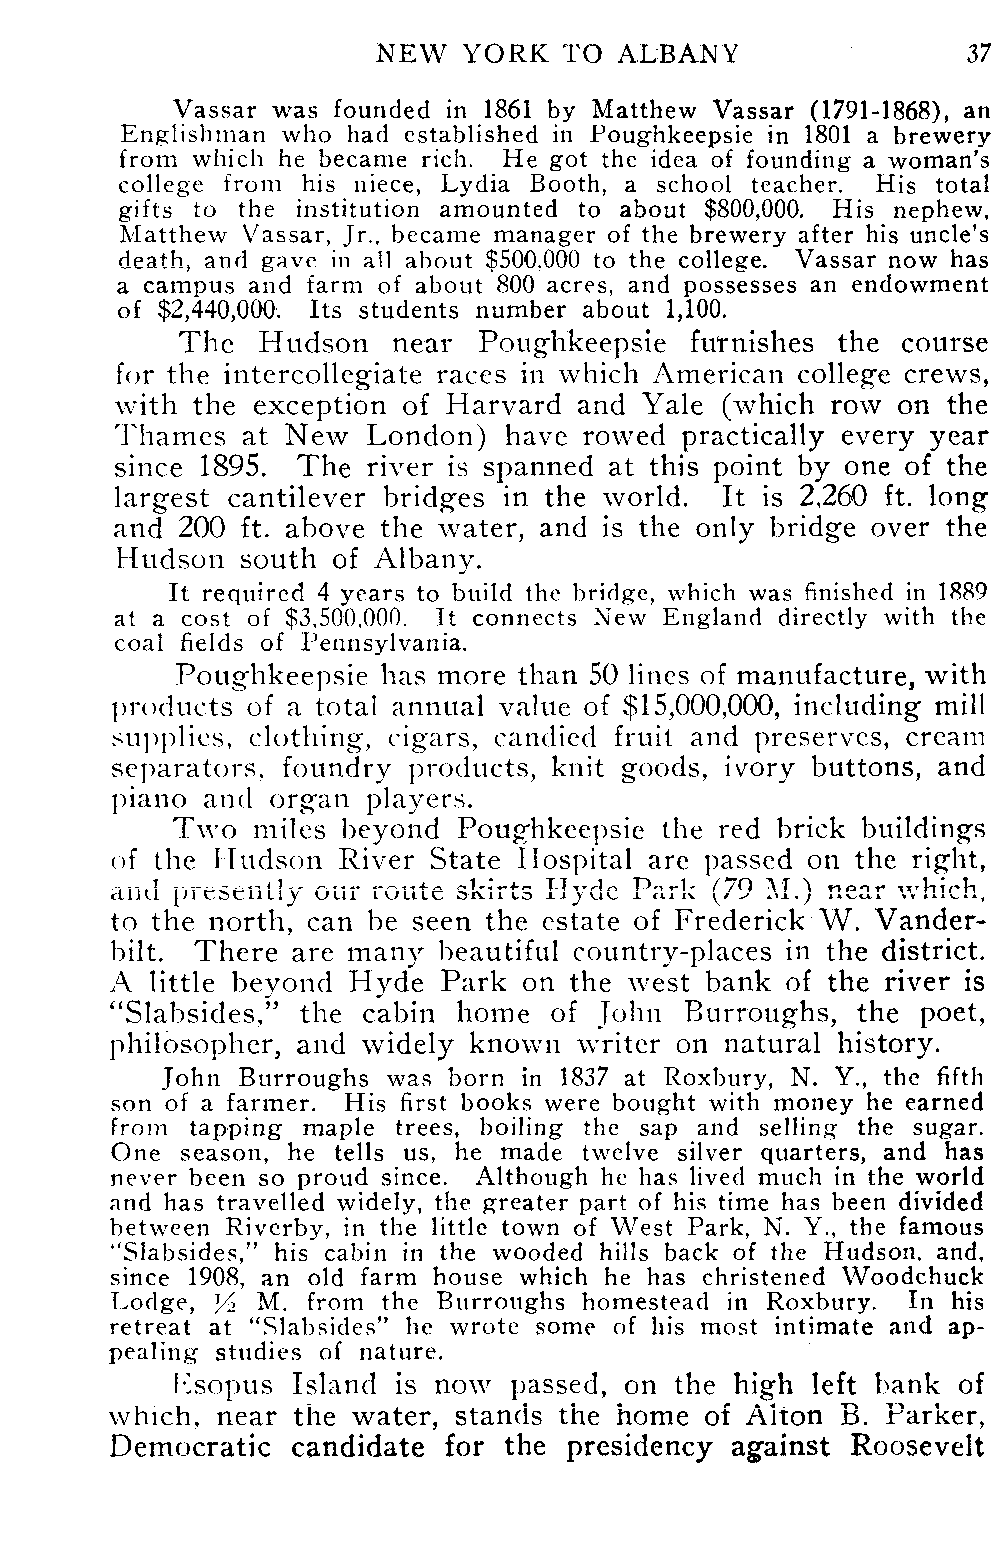 NEW YORK TO ALBANY 37
Vassar was founded in 1861 by Matthew Vassar (1791-1868), an
Englishman who had established in Poughkeepsie in 1801 a brewery
from which he became rich. He got the idea of founding a woman's
college from his niece, Lydia Booth, a school teacher. His total
gifts to the institution amounted to about $800,000. His nephew,
Matthew Vassar, Jr., became manager of the brewery after his uncle's
death, and gave in all about $500,000 to the college. Vassar now has
a campus and farm of about 800 acres, and possesses an endowment
of $2,440,000. Its students number about 1,100.
The Hudson near Poughkeepsie furnishes the course
for the intercollegiate races in which American college crews,
with the exception of Harvard and Yale (which row on the
Thames at New London) have rowed practically every year
since 1895. The river is spanned at this point by one of the
largest cantilever bridges in the world. It is 2,260 ft. long
and 200 ft. above the water, and is the only bridge over the
Hudson south of Albany.
It required 4 years to build the bridge, which was finished in 1889
at a cost of $3,500,000. It connects New England directly with the
coal fields of Pennsylvania.
Poughkeepsie has more than 50 lines of manufacture, with
products of a total annual value of $15,000,000, including mill
supplies, clothing, cigars, candied fruit and preserves, cream
separators, foundry products, knit goods, ivory buttons, and
piano and organ players.
Two miles beyond Poughkeepsie the red brick buildings
of the Hudson River State Hospital are passed on the right,
and presently our route skirts Hyde Park (79 M.) near which,
to the north, can be seen the estate of Frederick W. Vander-
bilt. There are many beautiful country-places in the district.
A little beyond Hyde Park on the west bank of the river is
“Slabsides,” the cabin home of John Burroughs, the poet,
philosopher, and widely known writer on natural history.
John Burroughs was born in 1837 at Roxbury, N. Y., the fifth
son of a farmer. His first books were bought with money he earned
from tapping maple trees, boiling the sap and selling the sugar.
One season, he tells us, he made twelve silver quarters, and has
never been so proud since. Although he has lived much in the world
and has travelled widely, the greater part of his time has been divided
between Riverby, in the little town of West Park, N. Y., the famous
“Slabsides,” his cabin in the wooded hills back of the Hudson, and,
since 1908, an old farm house which he has christened Woodchuck
Lodge, ½ M. from the Burroughs homestead in Roxbury. In his
retreat at “Slabsides” he wrote some of his most intimate and ap-
pealing studies of nature.
Esopus Island is now passed, on the high left bank of
which, near the water, stands the home of Alton B. Parker,
Democratic candidate for the presidency against Roosevelt